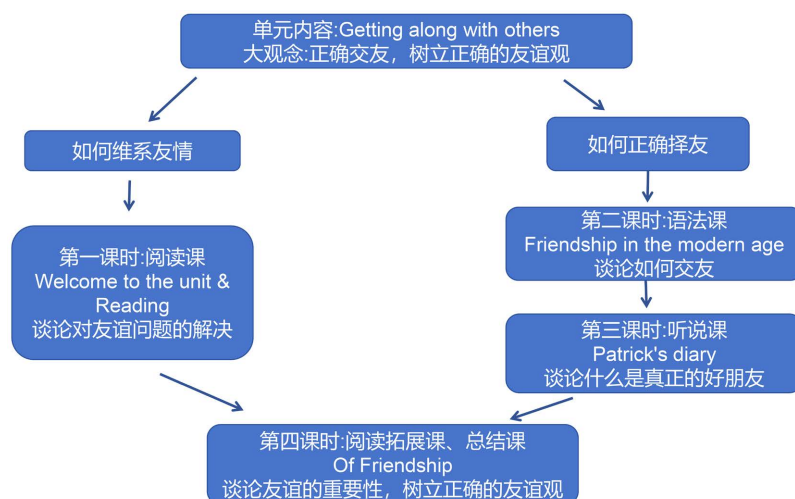 单元内容:Getting along with others
大观念:正确交友，树立正确的友谊观
如何维系友情
如何正确择友
第一课时:阅读课
Welcome to the unit &
Reading
谈论对友谊问题的解决
第二课时:语法课
Friendship in the modern age
谈论如何交友
第三课时:听说课
Patrick's diary
谈论什么是真正的好朋友
第四课时:阅读拓展课、总结课
Of Friendship
谈论友谊的重要性，树立正确的友谊观